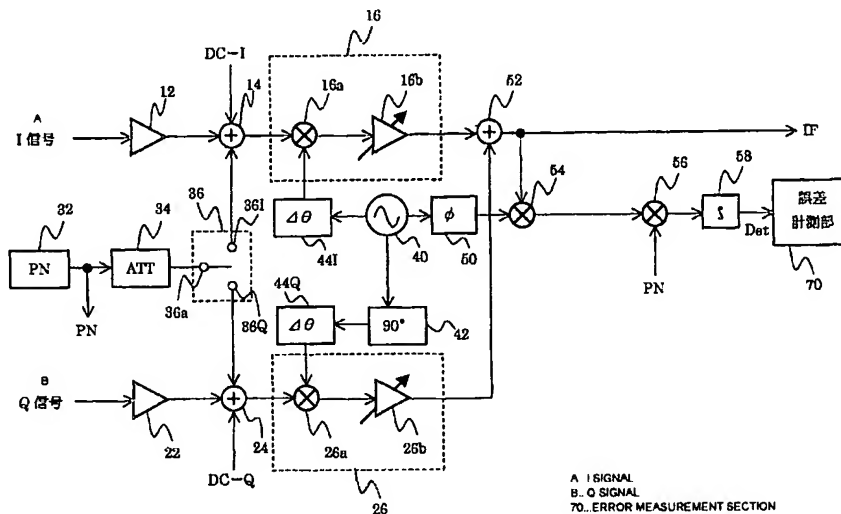 DC-I
16
A
I 信号
12
14
16a
16b
52
IF
36
36I
Δθ
44I
40
φ
50
54
56
58
S
Det
誤差
計測部
70
32
PN
34
ATT
36a
36Q
PN
PN
44Q
Δθ
90°
42
B
Q 信号
22
24
26a
26b
DC-Q
26
A I SIGNAL
B.. Q SIGNAL
70...ERROR MEASUREMENT SECTION